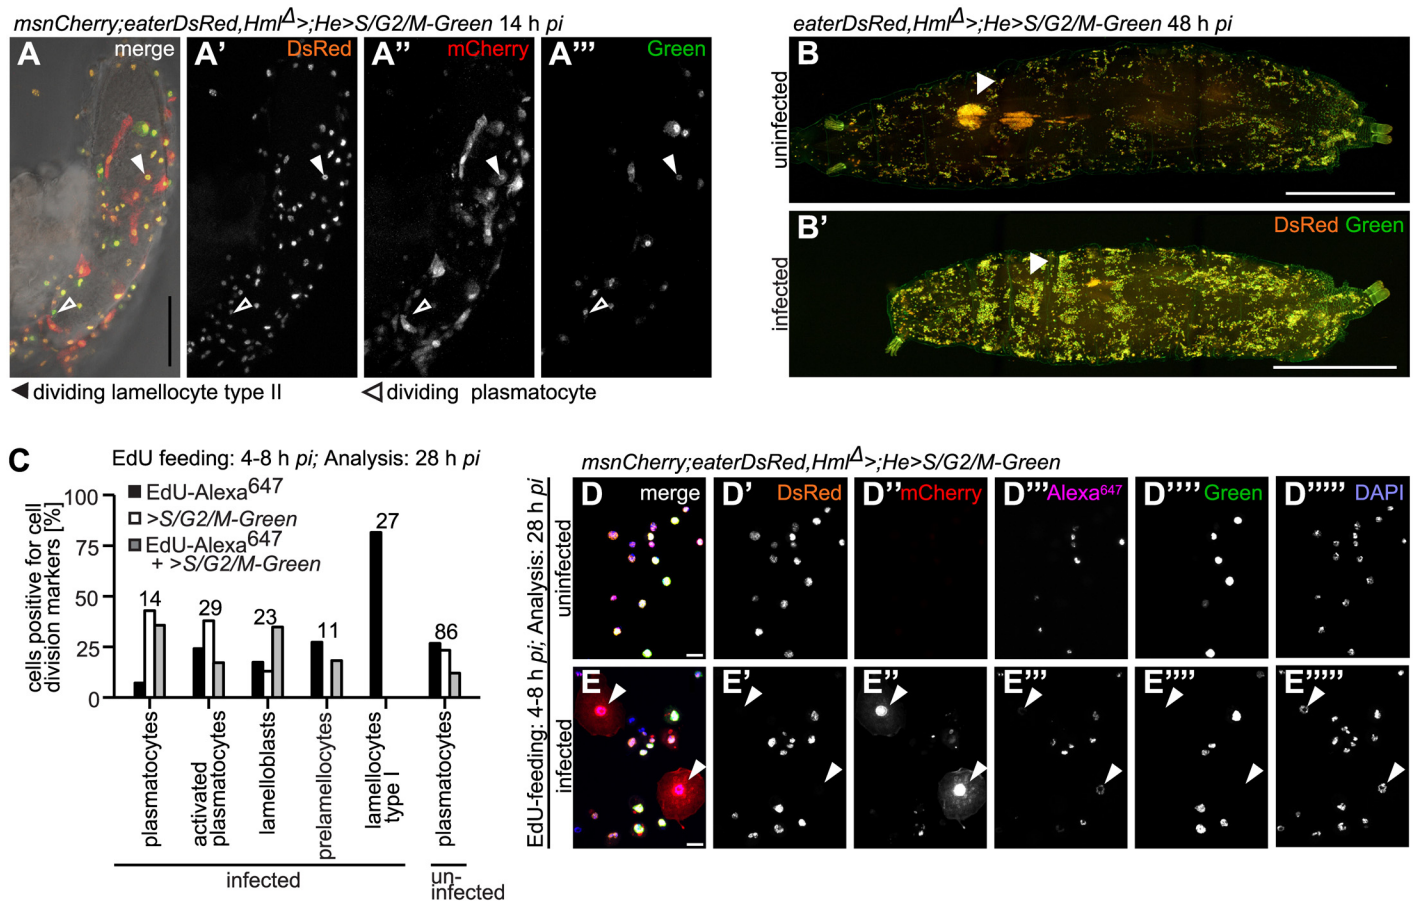 msnCherry;eaterDsRed,HmlΔ>;He>S/G2/M-Green 14 h pi
A merge
A' DsRed
A'' mCherry
A''' Green
dividing lamellocyte type II
dividing plasmatocyte
eaterDsRed,HmlΔ>;He>S/G2/M-Green 48 h pi
uninfected
B
infected
B'
DsRed Green
C
EdU feeding: 4-8 h pi; Analysis: 28 h pi
cells positive for cell
division markers [%]
100
75
50
25
0
EdU-Alexa647
>S/G2/M-Green
EdU-Alexa647
+ >S/G2/M-Green
14
29
23
11
27
86
plasmatocytes
activated
plasmatocytes
lamelloblasts
prelamellocytes
lamellocytes
type I
plasmatocytes
infected
un-
infected
msnCherry;eaterDsRed,HmlΔ>;He>S/G2/M-Green
EdU-feeding: 4-8 h pi; Analysis: 28 h pi
uninfected
infected
D merge
D' DsRed
D'' mCherry
D''' Alexa647
D'''' Green
D''''' DAPI
E
E'
E''
E'''
E''''
E'''''